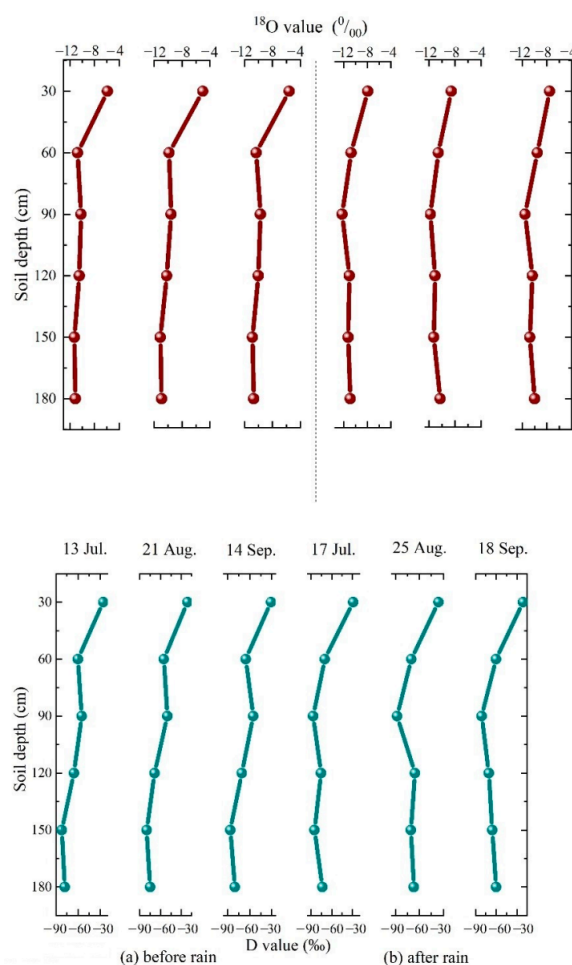 ¹⁸O value (⁰/₀₀)
−12 −8 −4 −12 −8 −4 −12 −8 −4 −12 −8 −4 −12 −8 −4 −12 −8 −4
30
60
90
120
150
180
Soil depth (cm)
13 Jul. 21 Aug. 14 Sep. 17 Jul. 25 Aug. 18 Sep.
30
60
90
120
150
180
Soil depth (cm)
−90 −60 −30 −90 −60 −30 −90 −60 −30 −90 −60 −30 −90 −60 −30 −90 −60 −30
D value (‰)
(a) before rain (b) after rain